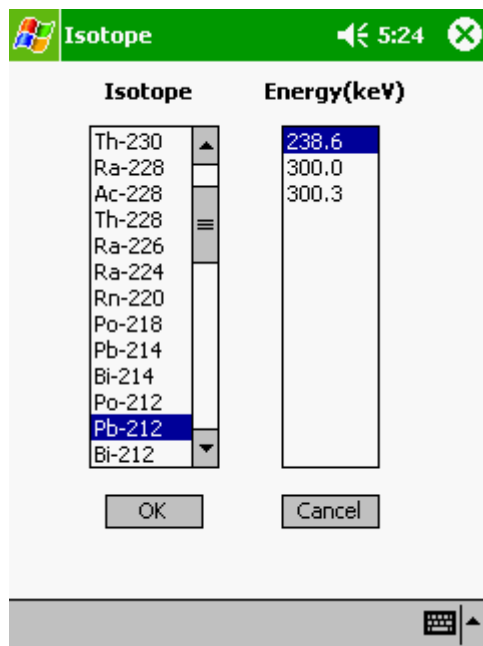 Isotope 5:24
Isotope Energy(keV)
Th-230 238.6
Ra-228 300.0
Ac-228 300.3
Th-228
Ra-226
Ra-224
Rn-220
Po-218
Pb-214
Bi-214
Po-212
Pb-212
Bi-212
OK Cancel